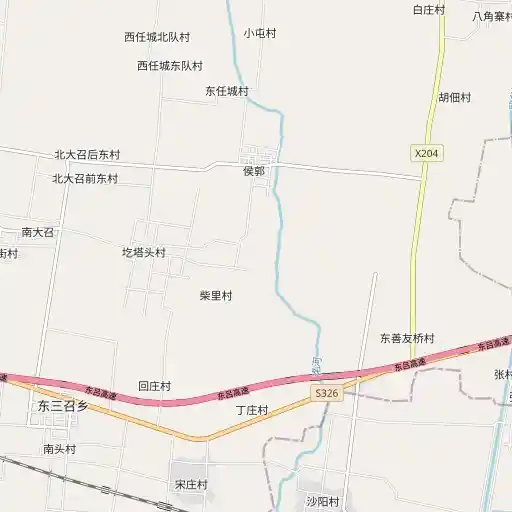 白庄村
八角寨村
小屯村
西任城北队村
西任城东队村
东任城村
胡佃村
X204
北大召后东村
侯郭
北大召前东村
南大召
街村
圪塔头村
柴里村
东善友桥村
东吕高速
张村
回庄村
东吕高速
东吕高速
东吕高速
S326
东三召乡
丁庄村
南头村
宋庄村
沙阳村